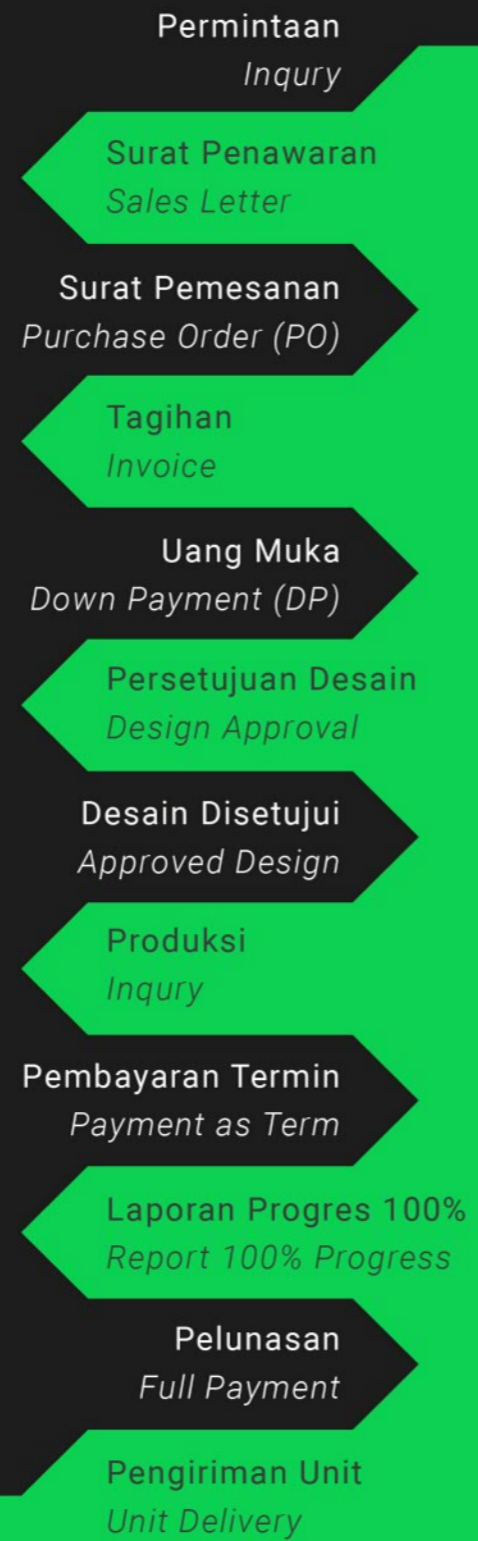 Permintaan
Inqury
Surat Penawaran
Sales Letter
Surat Pemesanan
Purchase Order (PO)
Tagihan
Invoice
Uang Muka
Down Payment (DP)
Persetujuan Desain
Design Approval
Desain Disetujui
Approved Design
Produksi
Inqury
Pembayaran Termin
Payment as Term
Laporan Progres 100%
Report 100% Progress
Pelunasan
Full Payment
Pengiriman Unit
Unit Delivery